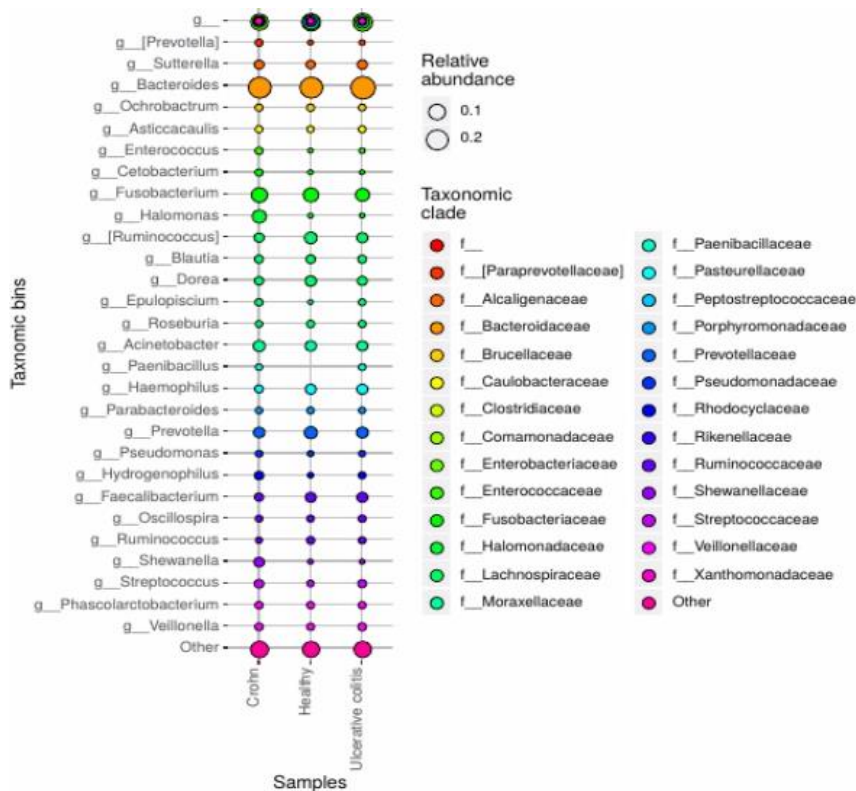 Taxnomic bins
g__
g__[Prevotella]
g__Sutterella
g__Bacteroides
g__Ochrobactrum
g__Asticcacaulis
g__Enterococcus
g__Cetobacterium
g__Fusobacterium
g__Halomonas
g__[Ruminococcus]
g__Blautia
g__Dorea
g__Epulopiscium
g__Roseburia
g__Acinetobacter
g__Paenibacillus
g__Haemophilus
g__Parabacteroides
g__Prevotella
g__Pseudomonas
g__Hydrogenophilus
g__Faecalibacterium
g__Oscillospira
g__Ruminococcus
g__Shewanella
g__Streptococcus
g__Phascolarctobacterium
g__Veillonella
Other
Crohn
Healthy
Ulcerative colitis
Samples
Relative
abundance
0.1
0.2
Taxonomic
clade
f__
f__[Paraprevotellaceae]
f__Alcaligenaceae
f__Bacteroidaceae
f__Brucellaceae
f__Caulobacteraceae
f__Clostridiaceae
f__Comamonadaceae
f__Enterobacteriaceae
f__Enterococcaceae
f__Fusobacteriaceae
f__Halomonadaceae
f__Lachnospiraceae
f__Moraxellaceae
f__Paenibacillaceae
f__Pasteurellaceae
f__Peptostreptococcaceae
f__Porphyromonadaceae
f__Prevotellaceae
f__Pseudomonadaceae
f__Rhodocyclaceae
f__Rikenellaceae
f__Ruminococcaceae
f__Shewanellaceae
f__Streptococcaceae
f__Veillonellaceae
f__Xanthomonadaceae
Other